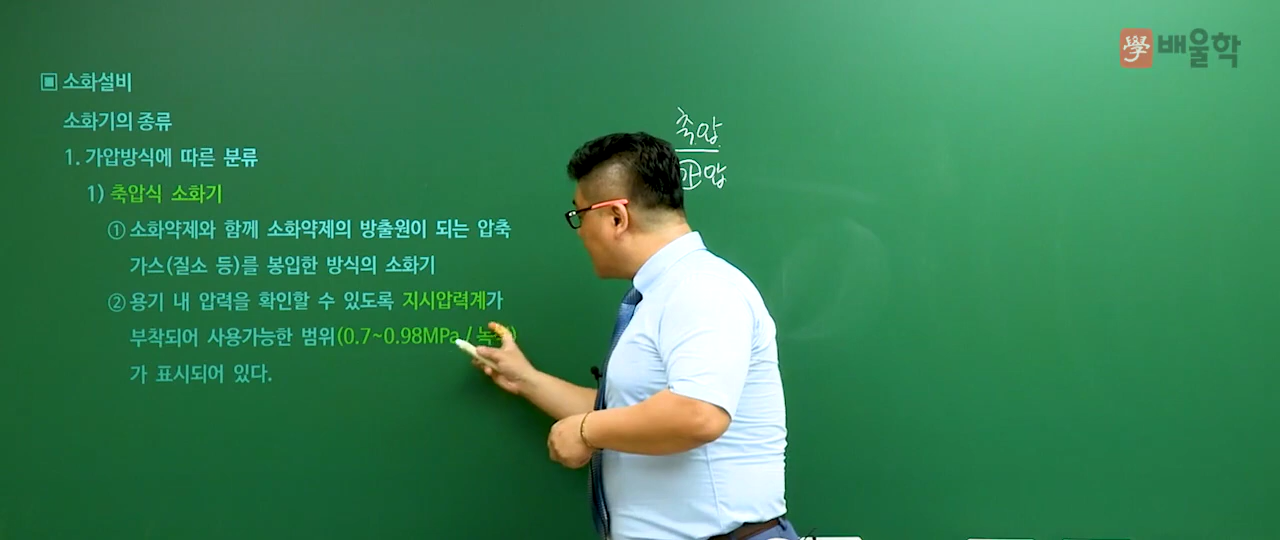 學 배울학
▣ 소화설비
소화기의 종류
1. 가압방식에 따른 분류
1) 축압식 소화기
① 소화약제와 함께 소화약제의 방출원이 되는 압축
가스(질소 등)를 봉입한 방식의 소화기
② 용기 내 압력을 확인할 수 있도록 지시압력계가
부착되어 사용가능한 범위(0.7~0.98MPa / 녹색)
가 표시되어 있다.
축압